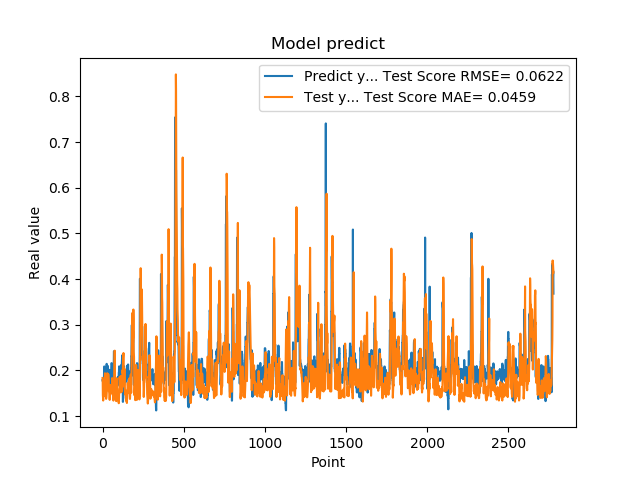 Model predict
Predict y... Test Score RMSE= 0.0622
Test y... Test Score MAE= 0.0459
0.8
0.7
0.6
0.5
0.4
0.3
0.2
0.1
Real value
0 500 1000 1500 2000 2500
Point